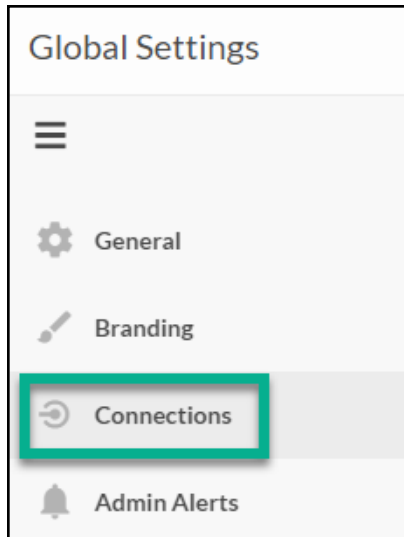 Global Settings
General
Branding
Connections
Admin Alerts